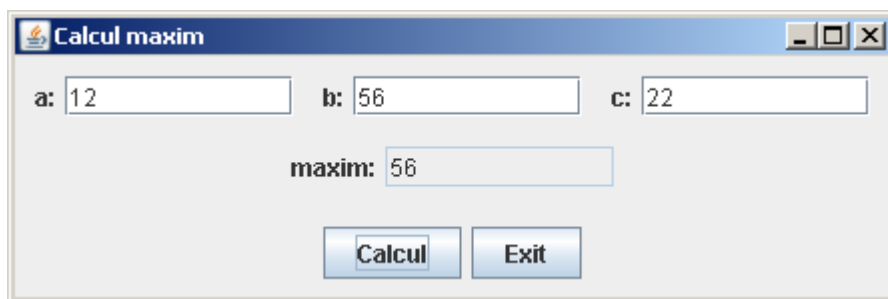 Calcul maxim
a: 12 b: 56 c: 22
maxim: 56
Calcul Exit